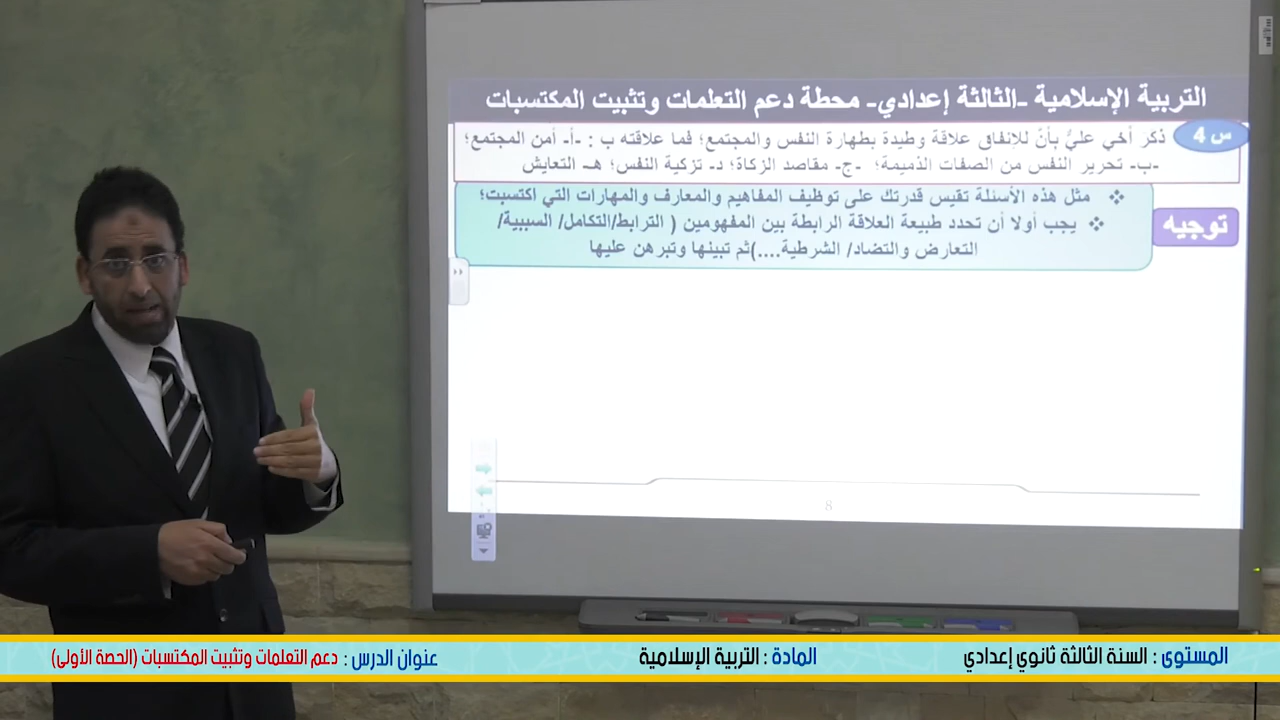 التربية الإسلامية -الثالثة إعدادي- محطة دعم التعلمات وتثبيت المكتسبات
س 4
ذكر أخي عليُّ بأنّ للإنفاق علاقة وطيدة بطهارة النفس والمجتمع؛ فما علاقته ب : -أ- أمن المجتمع؛
-ب- تحرير النفس من الصفات الذميمة؛ -ج- مقاصد الزكاة؛ د- تزكية النفس؛ هـ- التعايش
توجيه
❖ مثل هذه الأسئلة تقيس قدرتك على توظيف المفاهيم والمعارف والمهارات التي اكتسبت؛
❖ يجب أولا أن تحدد طبيعة العلاقة الرابطة بين المفهومين ( الترابط/التكامل/ السببية/
التعارض والتضاد/ الشرطية....)ثم تبينها وتبرهن عليها
8
المستوى : السنة الثالثة ثانوي إعدادي
المادة : التربية الإسلامية
عنوان الدرس : دعم التعلمات وتثبيت المكتسبات (الحصة الأولى)